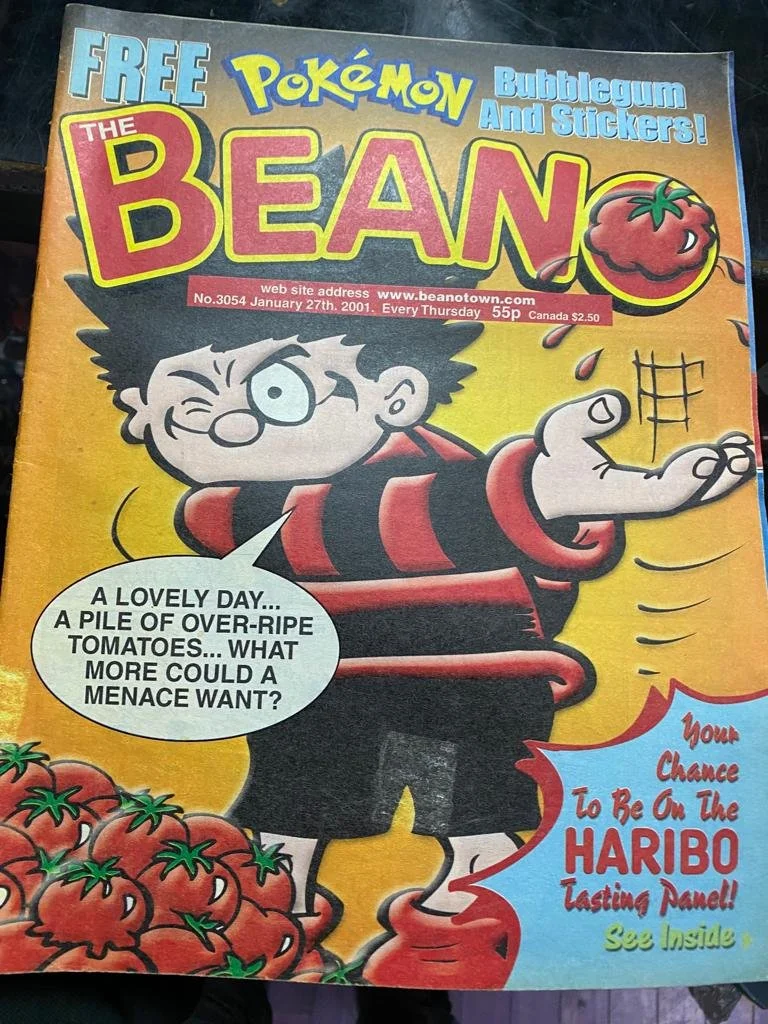 FREE POKéMON Bubblegum
And Stickers!
THE
BEANO
web site address www.beanotown.com
No.3054 January 27th. 2001. Every Thursday 55p Canada $2.50
A LOVELY DAY...
A PILE OF OVER-RIPE
TOMATOES... WHAT
MORE COULD A
MENACE WANT?
Your
Chance
To Be On The
HARIBO
Tasting Panel!
See Inside